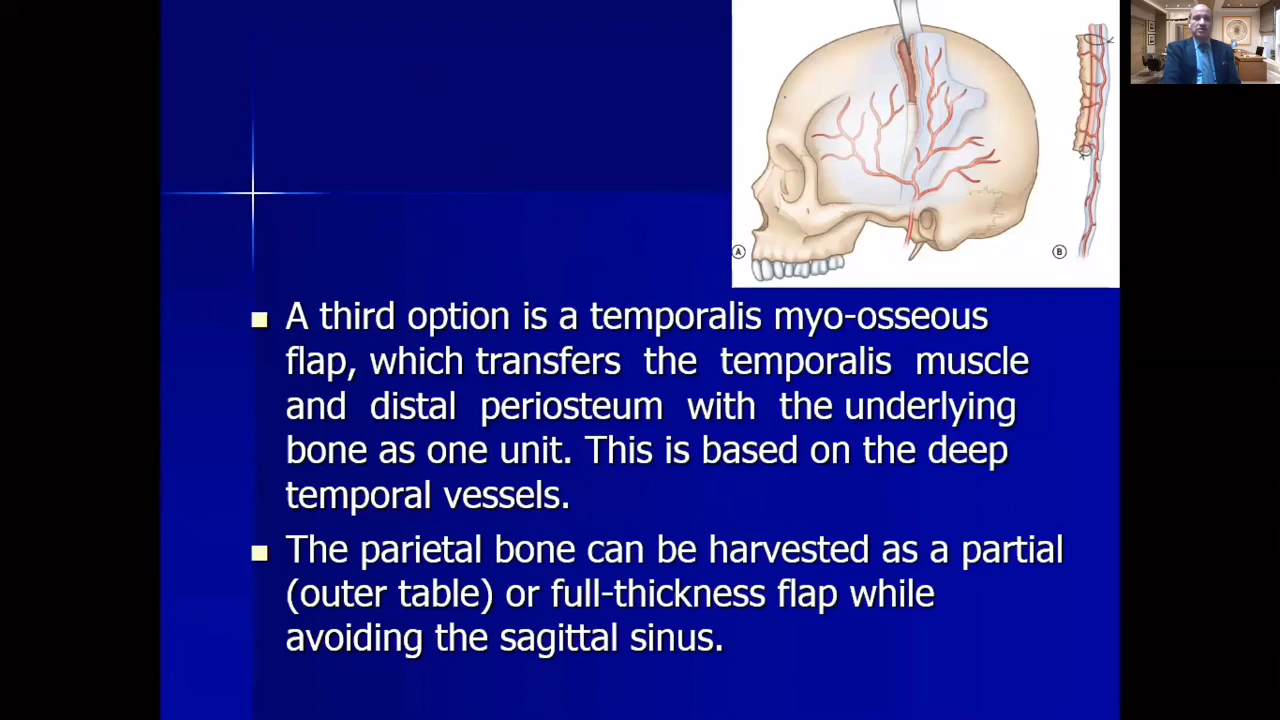 A
B
A third option is a temporalis myo-osseous
flap, which transfers the temporalis muscle
and distal periosteum with the underlying
bone as one unit. This is based on the deep
temporal vessels.
The parietal bone can be harvested as a partial
(outer table) or full-thickness flap while
avoiding the sagittal sinus.